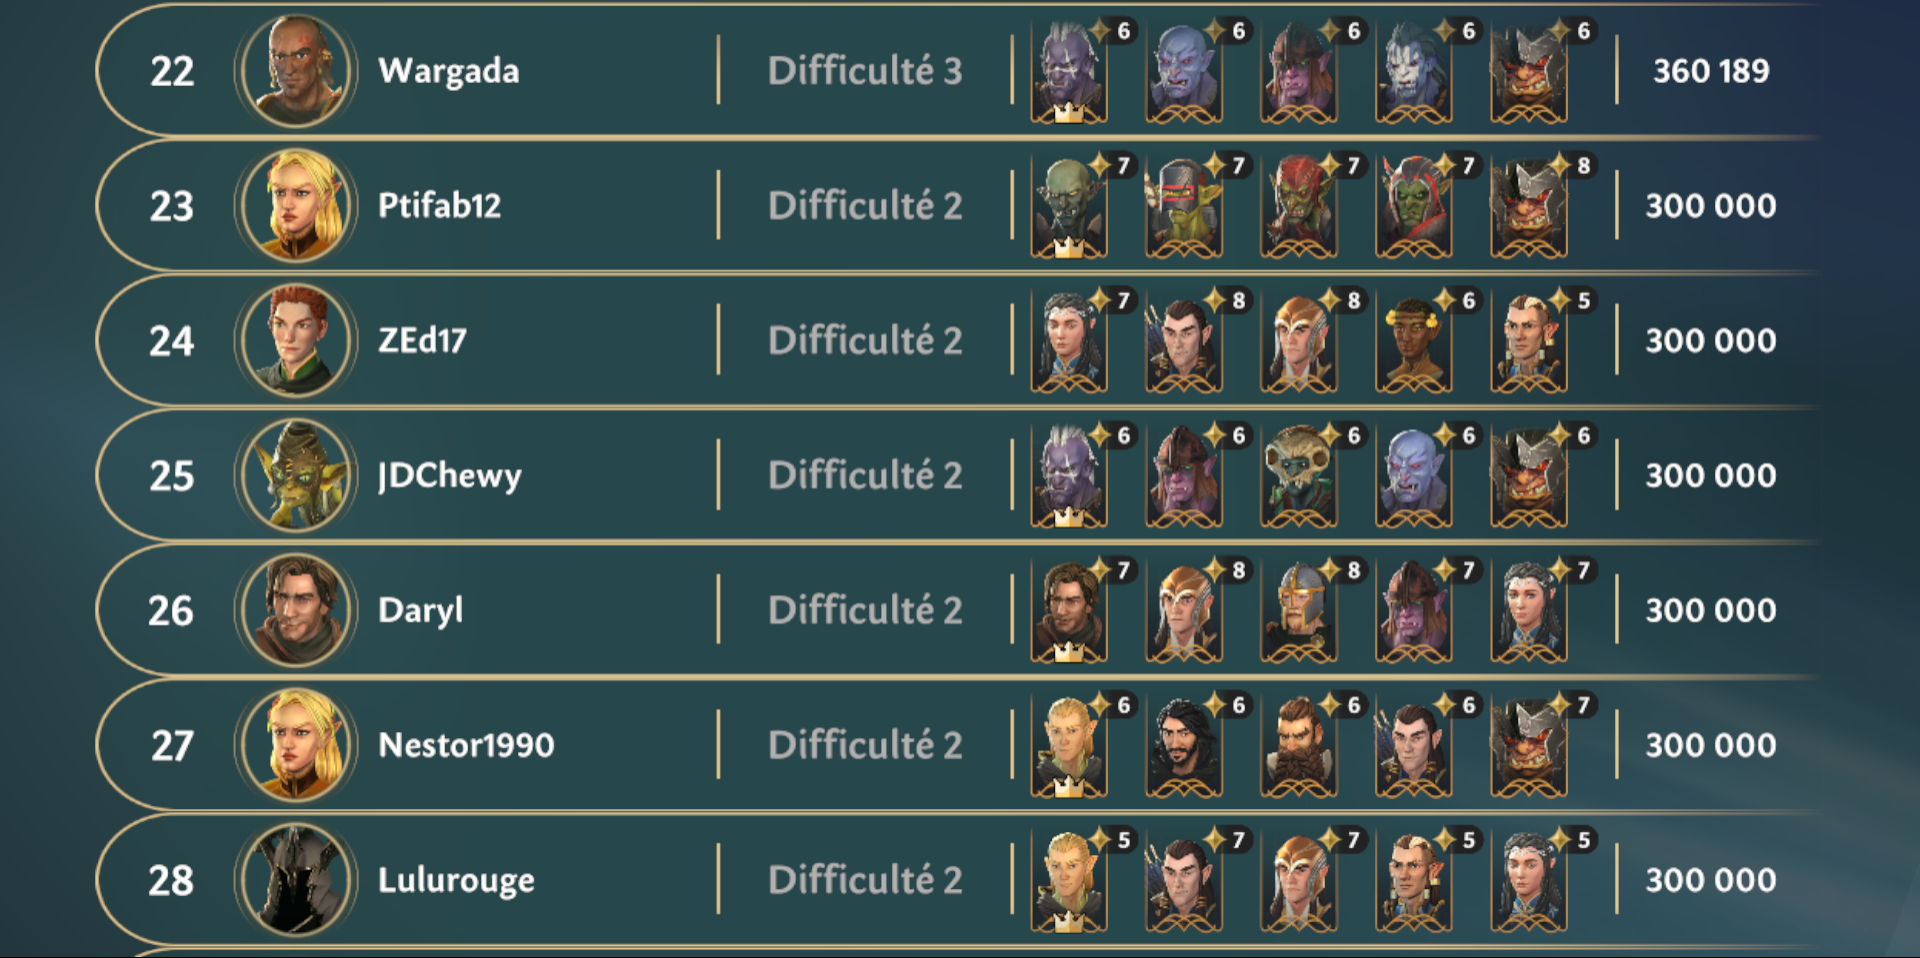 22 Wargada Difficulté 3 6 6 6 6 6 360 189
23 Ptifab12 Difficulté 2 7 7 7 7 8 300 000
24 ZEd17 Difficulté 2 7 8 8 6 5 300 000
25 JDChewy Difficulté 2 6 6 6 6 6 300 000
26 Daryl Difficulté 2 7 8 8 7 7 300 000
27 Nestor1990 Difficulté 2 6 6 6 6 7 300 000
28 Lulurouge Difficulté 2 5 7 7 5 5 300 000